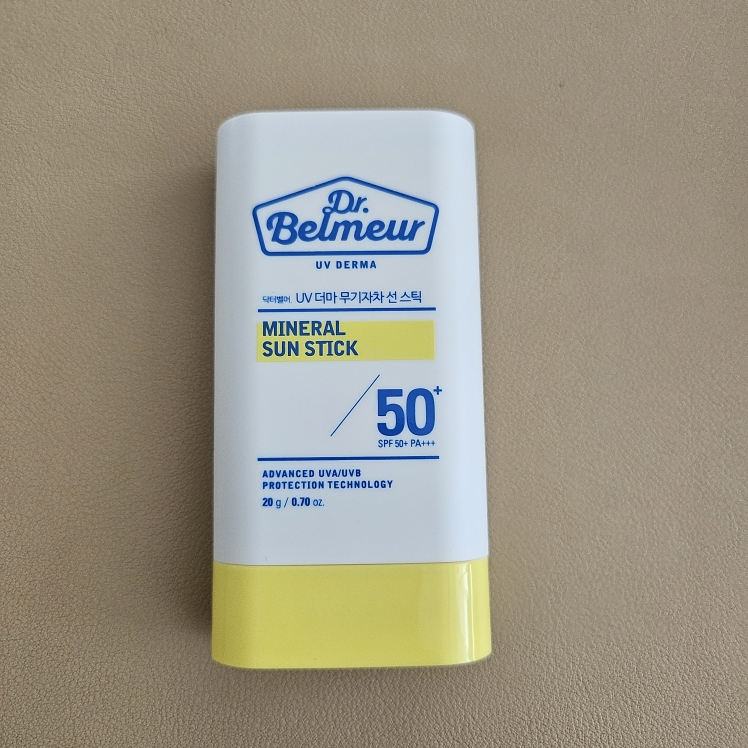 Dr.
Belmeur
UV DERMA
닥터벨머 UV 더마 무기자차 선 스틱
MINERAL
SUN STICK
50+
SPF 50+ PA+++
ADVANCED UVA/UVB
PROTECTION TECHNOLOGY
20 g / 0.70 oz.